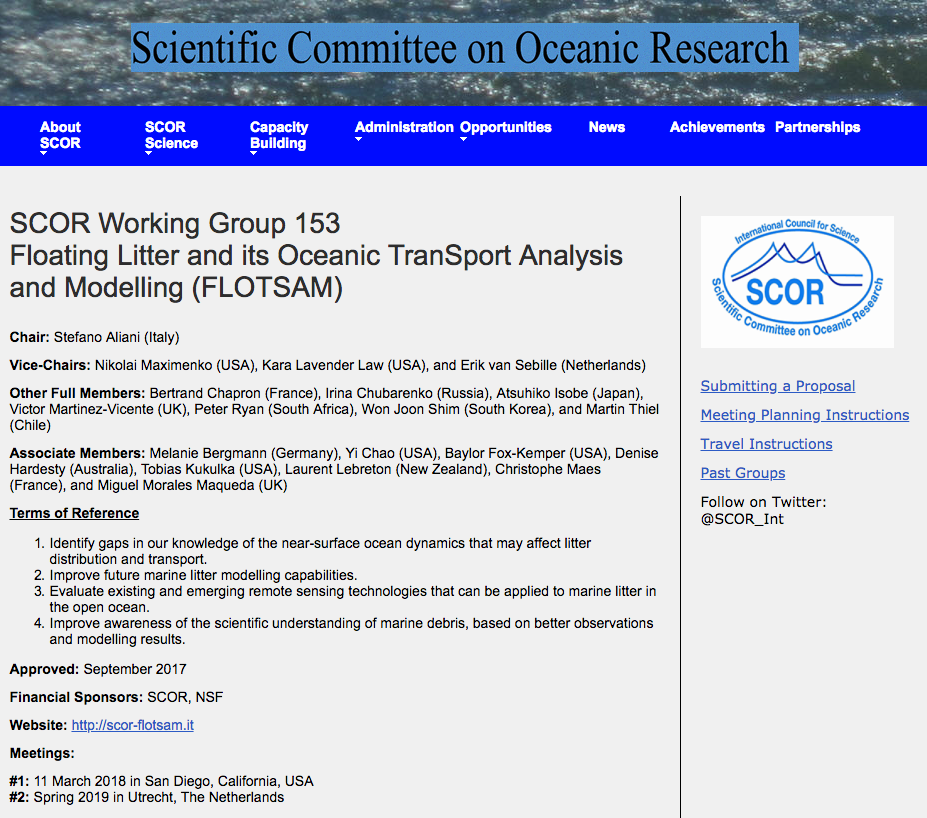 Scientific Committee on Oceanic Research
About SCOR
SCOR Science
Capacity Building
Administration
Opportunities
News
Achievements
Partnerships
SCOR Working Group 153
Floating Litter and its Oceanic TranSport Analysis
and Modelling (FLOTSAM)
Chair: Stefano Aliani (Italy)
Vice-Chairs: Nikolai Maximenko (USA), Kara Lavender Law (USA), and Erik van Sebille (Netherlands)
Other Full Members: Bertrand Chapron (France), Irina Chubarenko (Russia), Atsuhiko Isobe (Japan),
Victor Martinez-Vicente (UK), Peter Ryan (South Africa), Won Joon Shim (South Korea), and Martin Thiel
(Chile)
Associate Members: Melanie Bergmann (Germany), Yi Chao (USA), Baylor Fox-Kemper (USA), Denise
Hardesty (Australia), Tobias Kukulka (USA), Laurent Lebreton (New Zealand), Christophe Maes
(France), and Miguel Morales Maqueda (UK)
Terms of Reference
1. Identify gaps in our knowledge of the near-surface ocean dynamics that may affect litter
distribution and transport.
2. Improve future marine litter modelling capabilities.
3. Evaluate existing and emerging remote sensing technologies that can be applied to marine litter in
the open ocean.
4. Improve awareness of the scientific understanding of marine debris, based on better observations
and modelling results.
Approved: September 2017
Financial Sponsors: SCOR, NSF
Website: http://scor-flotsam.it
Meetings:
#1: 11 March 2018 in San Diego, California, USA
#2: Spring 2019 in Utrecht, The Netherlands
International Council for Science
SCOR
Scientific Committee on Oceanic Research
Submitting a Proposal
Meeting Planning Instructions
Travel Instructions
Past Groups
Follow on Twitter:
@SCOR_Int